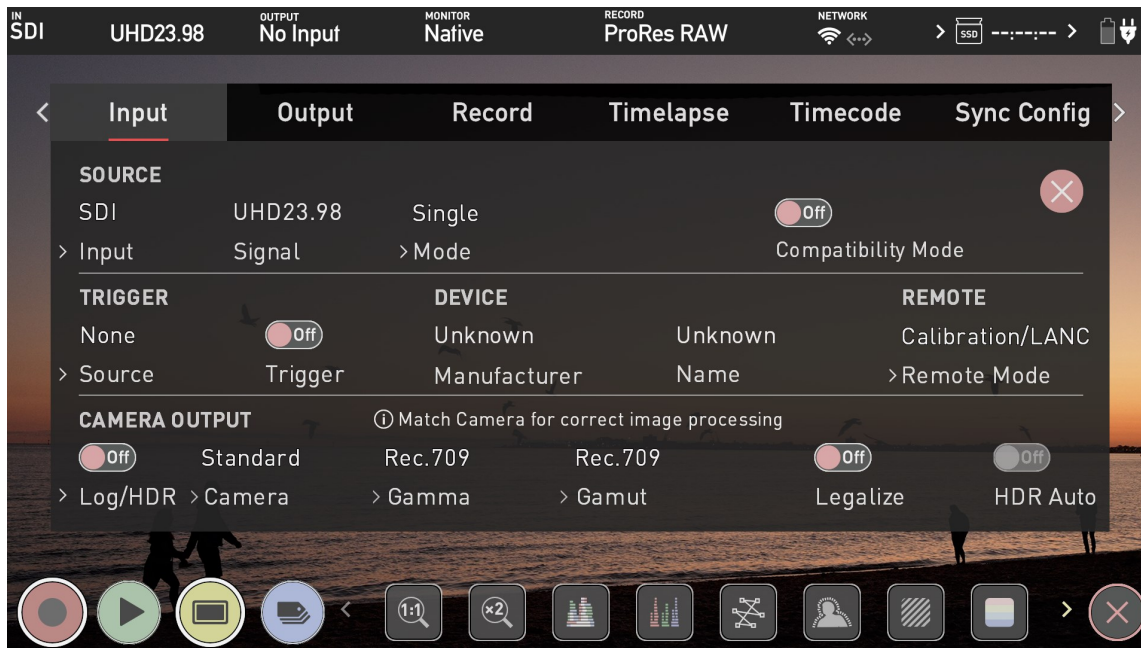 IN OUTPUT MONITOR RECORD NETWORK
SDI UHD23.98 No Input Native ProRes RAW SSD --:--:--
Input Output Record Timelapse Timecode Sync Config
SOURCE
SDI UHD23.98 Single Off
Input Signal Mode Compatibility Mode
TRIGGER DEVICE REMOTE
None Off Unknown Unknown Calibration/LANC
Source Trigger Manufacturer Name Remote Mode
CAMERA OUTPUT Match Camera for correct image processing
Off Standard Rec.709 Rec.709 Off Off
Log/HDR Camera Gamma Gamut Legalize HDR Auto
1:1 ×2